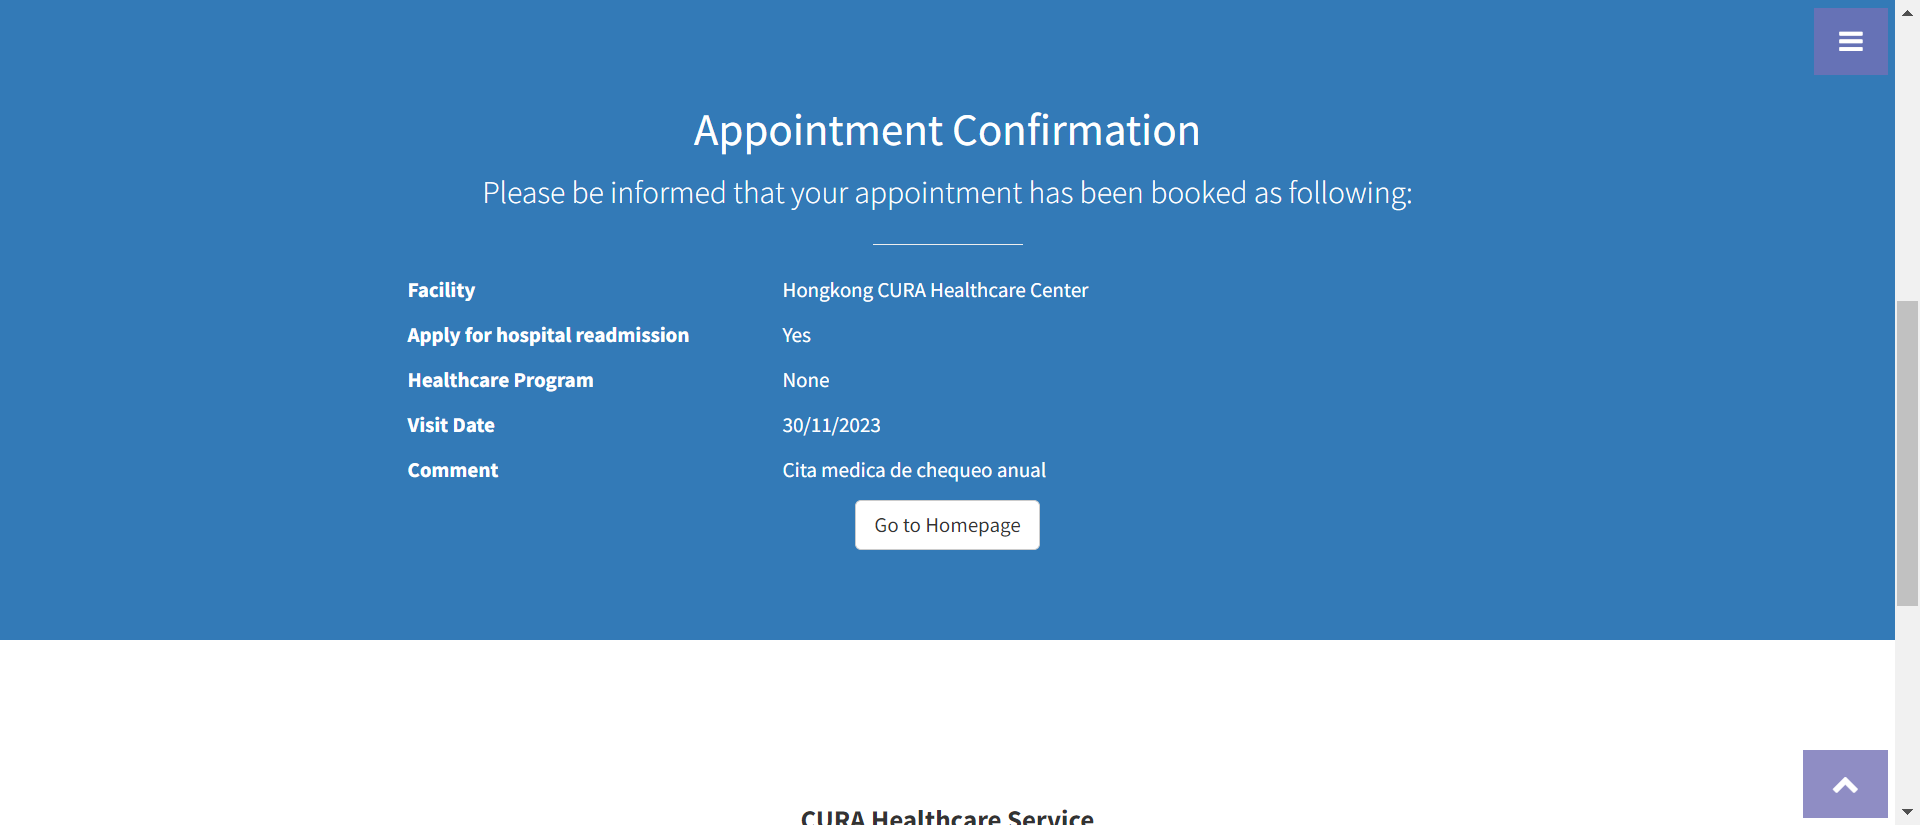 Appointment Confirmation
Please be informed that your appointment has been booked as following:
Facility Hongkong CURA Healthcare Center
Apply for hospital readmission Yes
Healthcare Program None
Visit Date 30/11/2023
Comment Cita medica de chequeo anual
Go to Homepage
CURA Healthcare Service